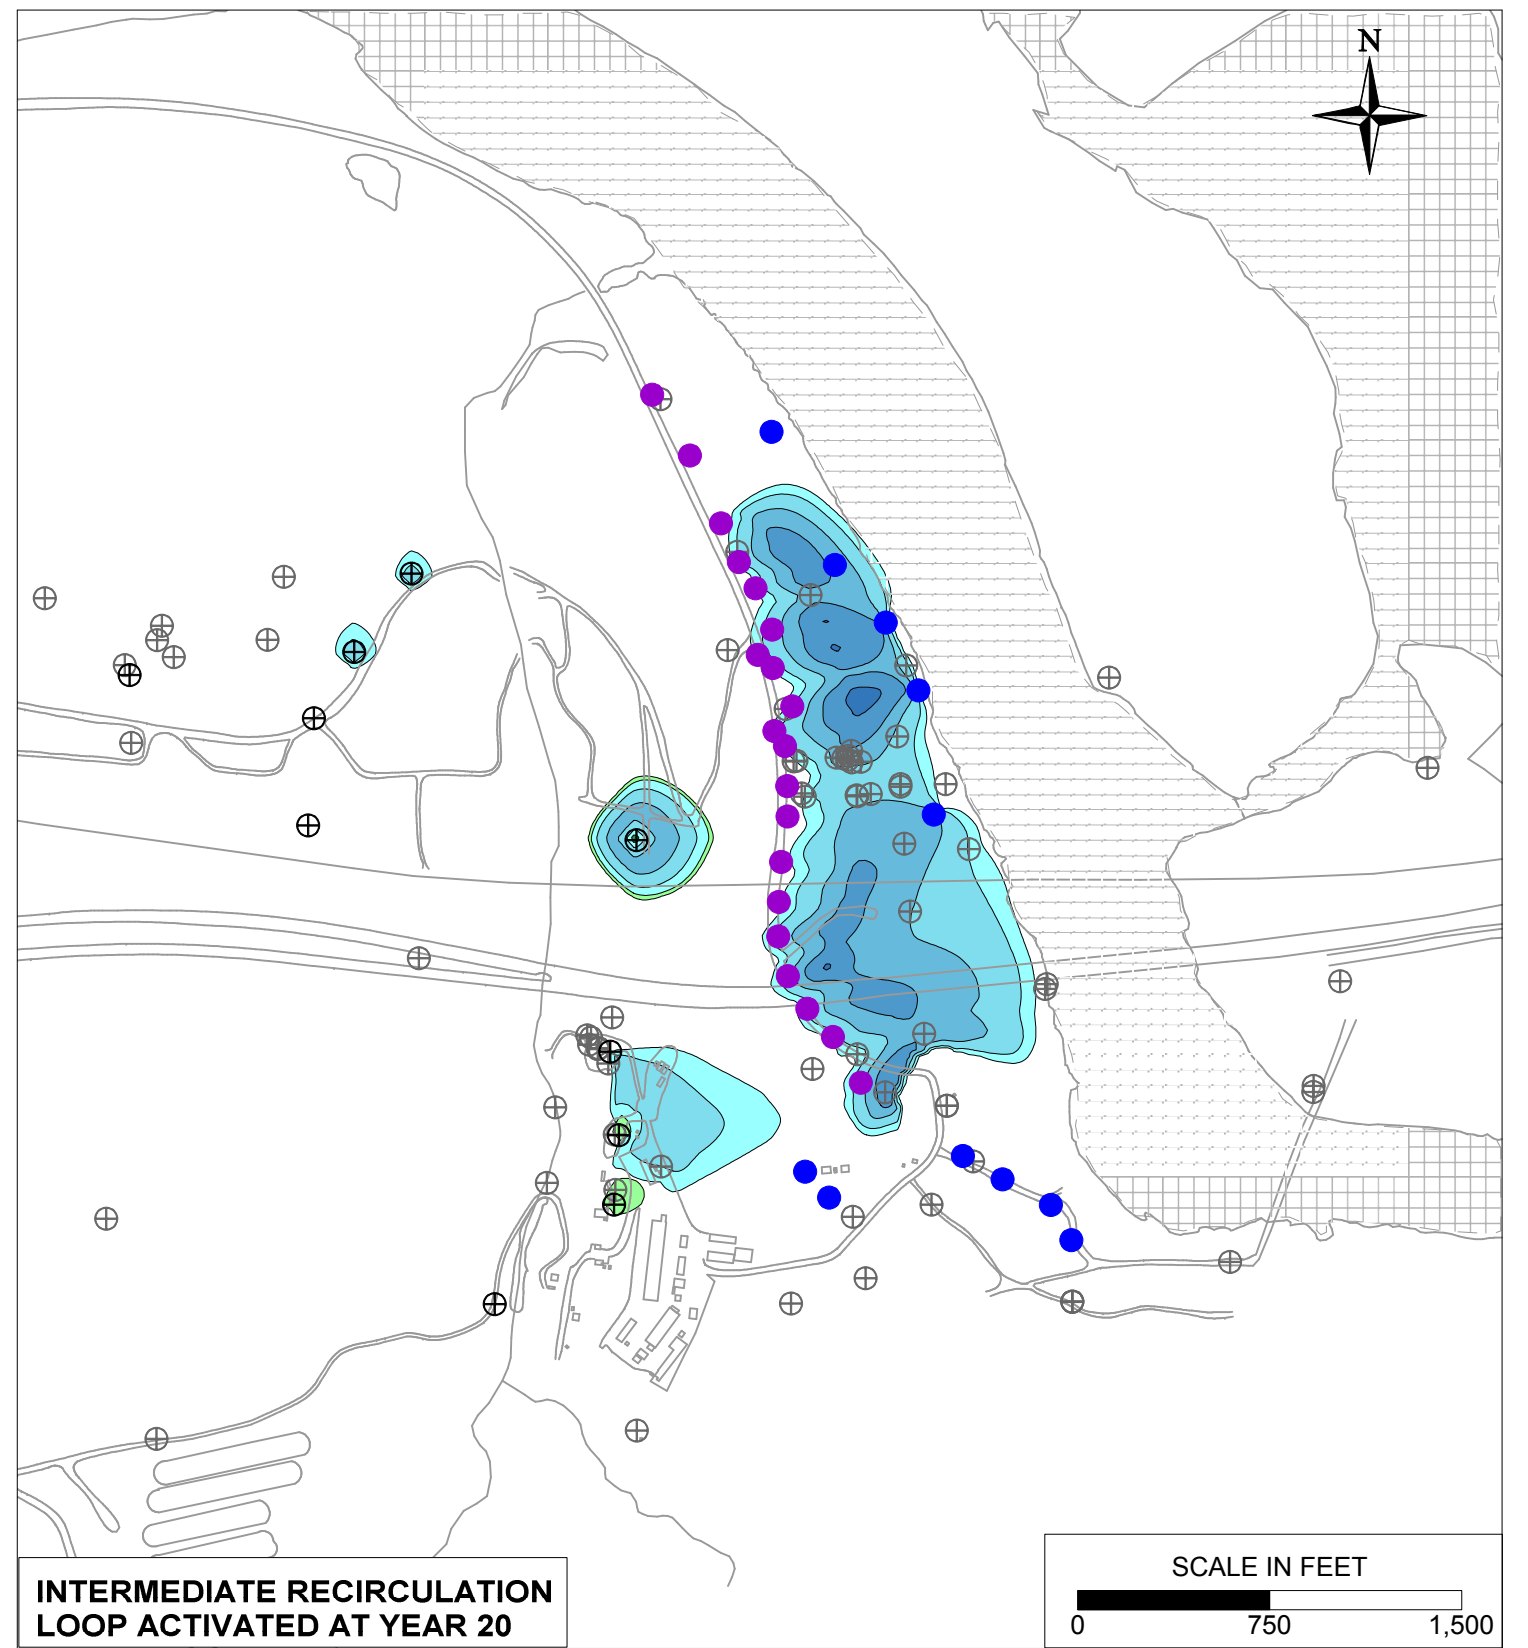 N
INTERMEDIATE RECIRCULATION
LOOP ACTIVATED AT YEAR 20
SCALE IN FEET
0 750 1,500